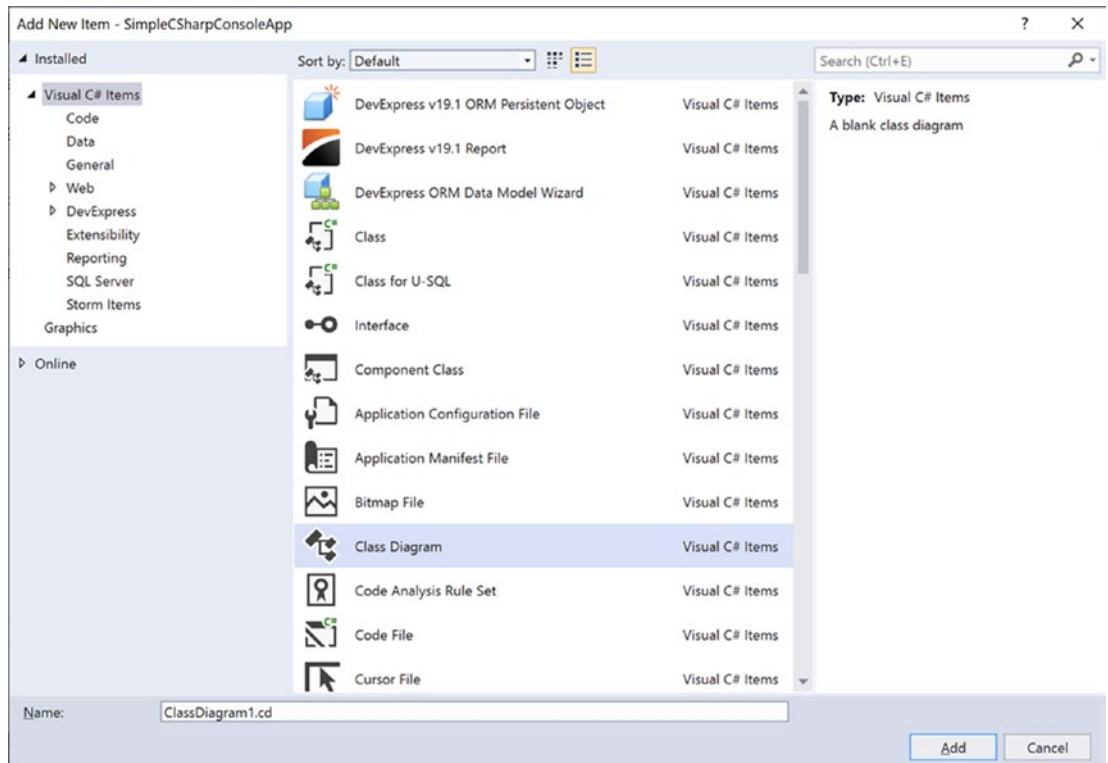 Add New Item - SimpleCSharpConsoleApp
? ×
Installed
Sort by: Default
Search (Ctrl+E)
Visual C# Items
Code
Data
General
Web
DevExpress
Extensibility
Reporting
SQL Server
Storm Items
Graphics
Online
DevExpress v19.1 ORM Persistent Object Visual C# Items
DevExpress v19.1 Report Visual C# Items
DevExpress ORM Data Model Wizard Visual C# Items
C# Class Visual C# Items
C# Class for U-SQL Visual C# Items
Interface Visual C# Items
Component Class Visual C# Items
Application Configuration File Visual C# Items
Application Manifest File Visual C# Items
Bitmap File Visual C# Items
Class Diagram Visual C# Items
Code Analysis Rule Set Visual C# Items
C# Code File Visual C# Items
Cursor File Visual C# Items
Type: Visual C# Items
A blank class diagram
Name: ClassDiagram1.cd
Add Cancel